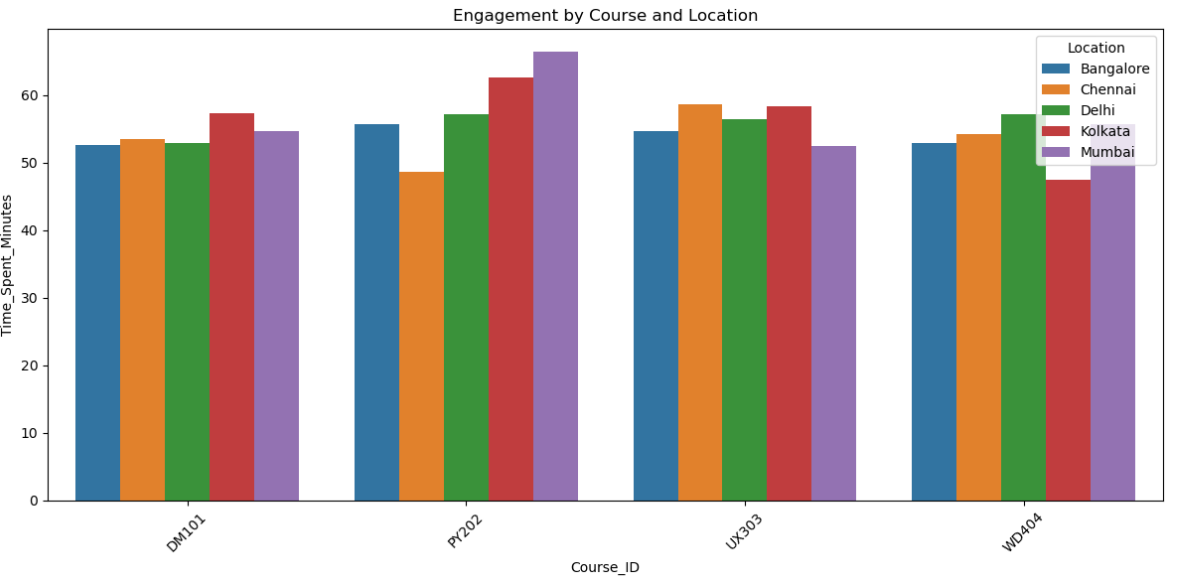 Engagement by Course and Location
Location
Bangalore
Chennai
Delhi
Kolkata
Mumbai
Time_Spent_Minutes
60
50
40
30
20
10
0
DM101
PY202
UX303
WD404
Course_ID